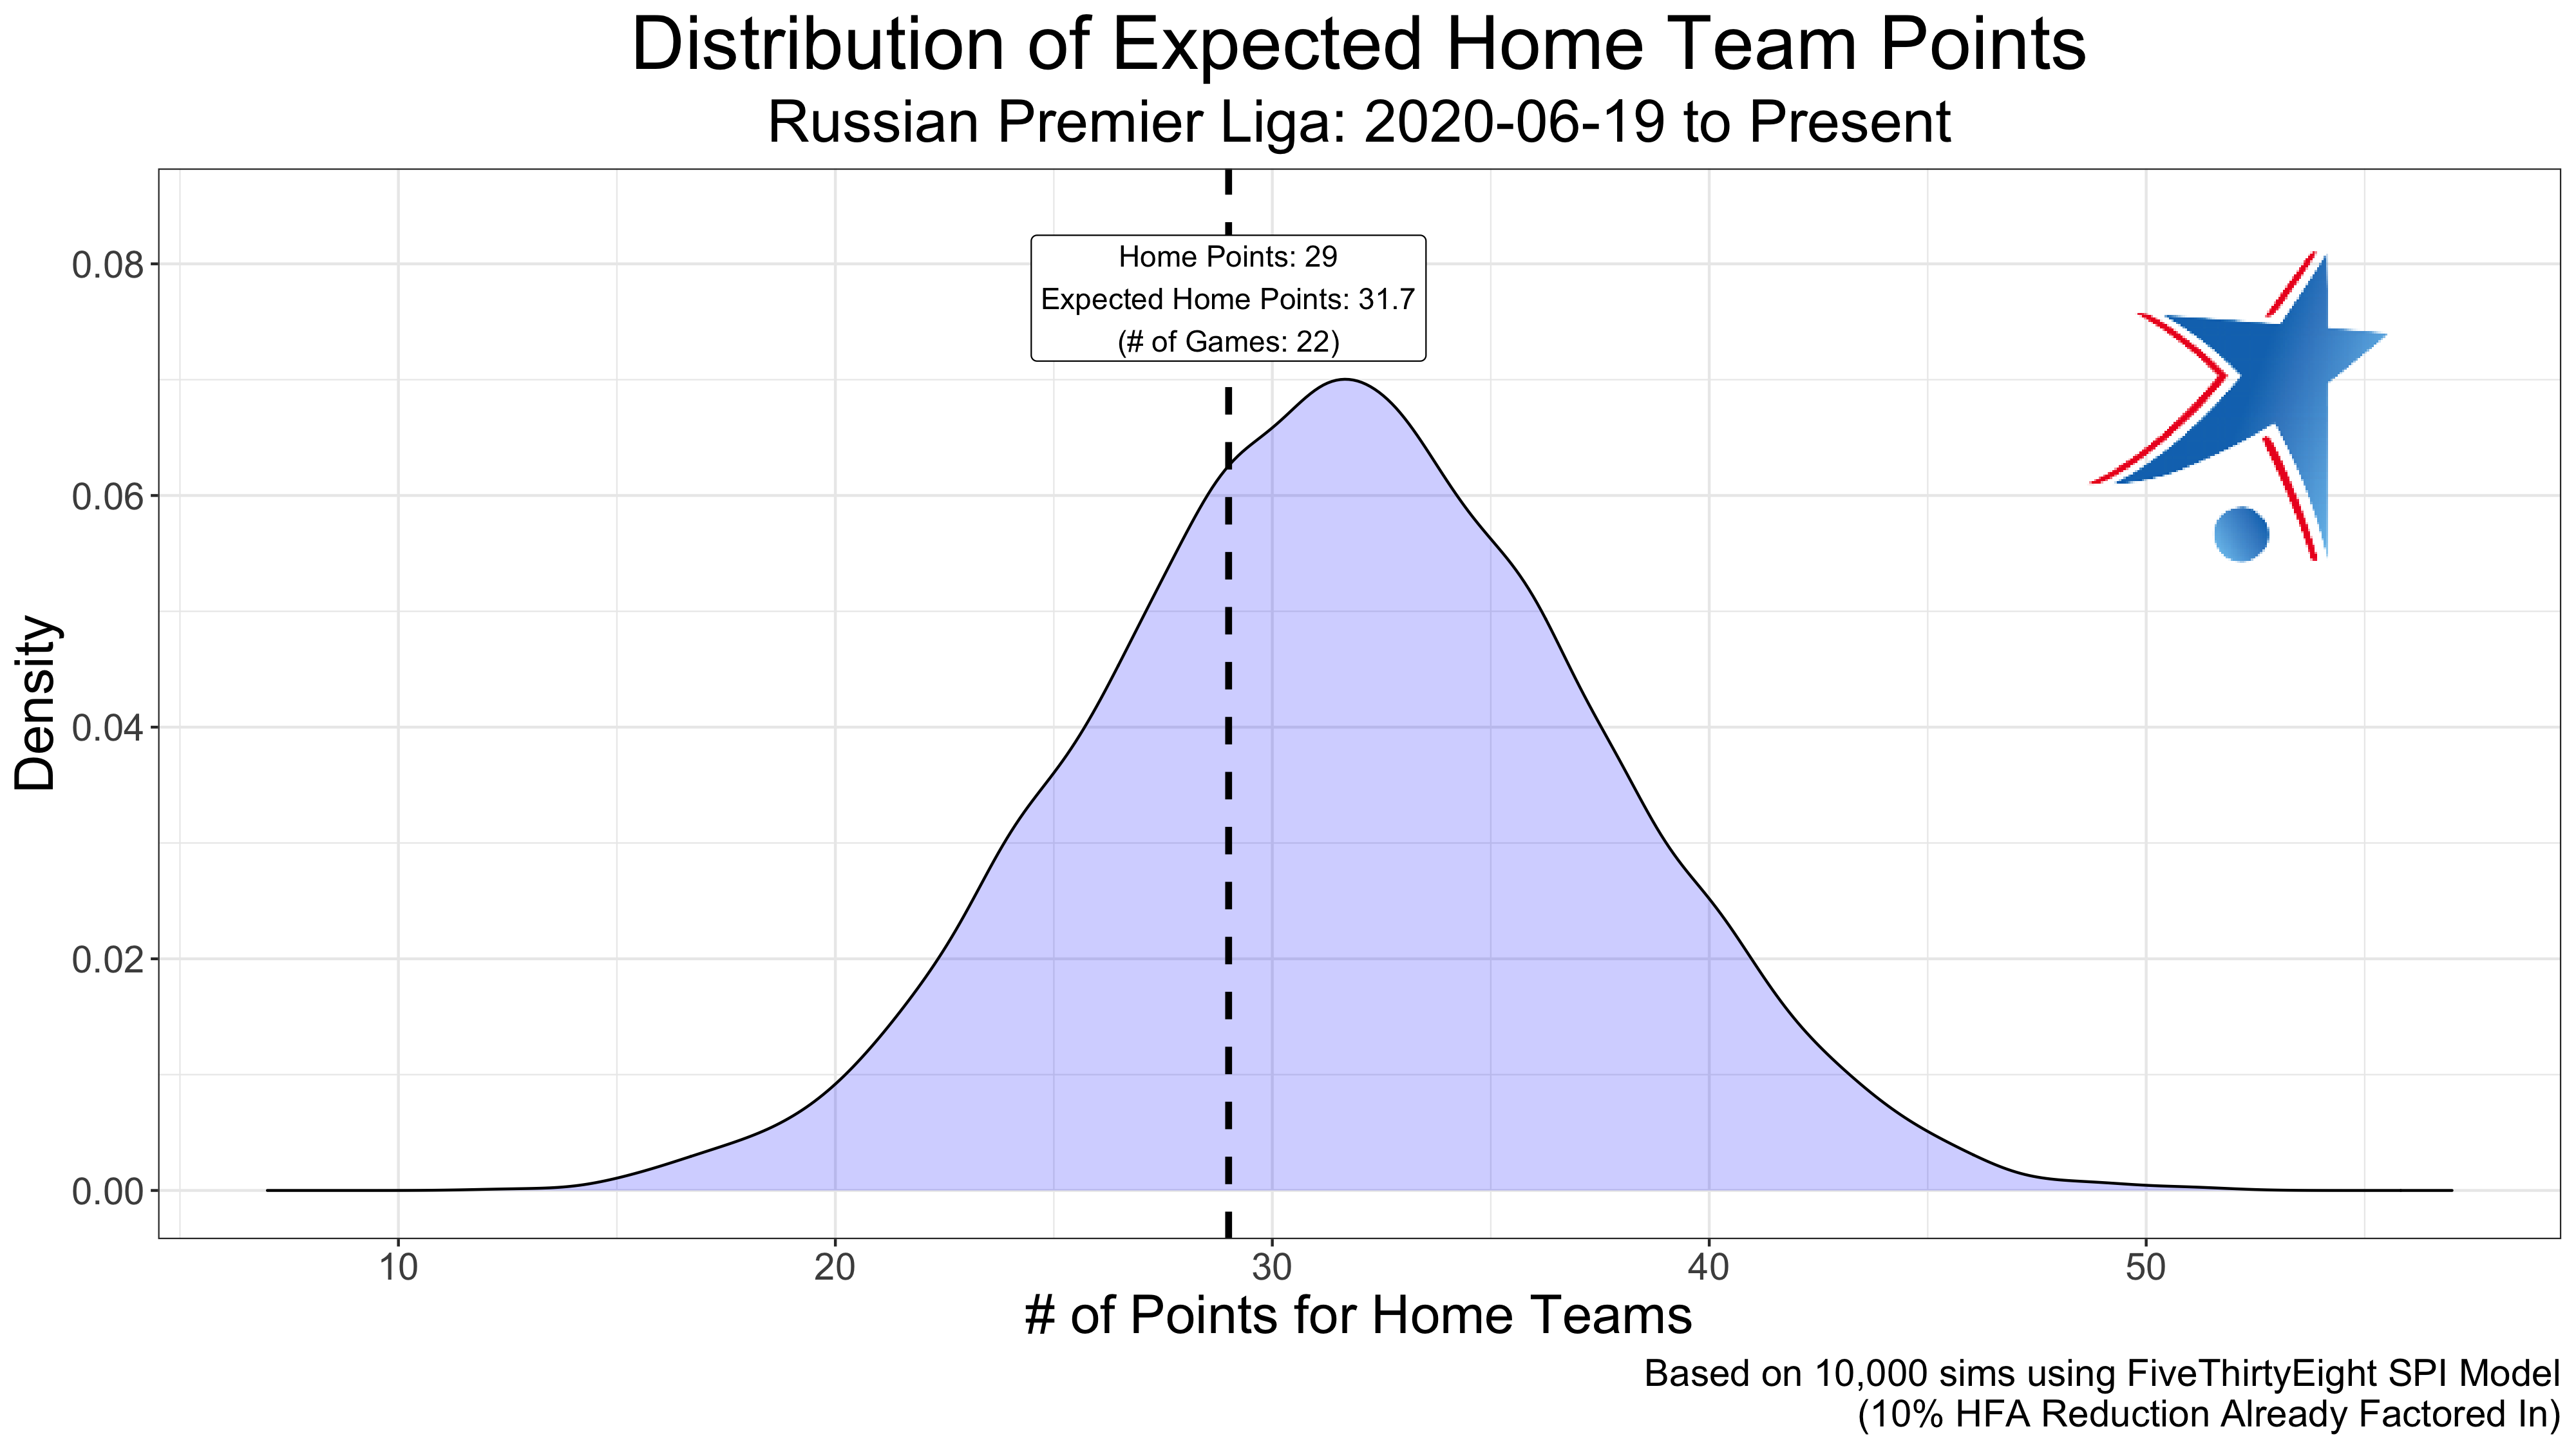 Distribution of Expected Home Team Points
Russian Premier Liga: 2020-06-19 to Present
Home Points: 29
Expected Home Points: 31.7
(# of Games: 22)
Density
0.08
0.06
0.04
0.02
0.00
10 20 30 40 50
# of Points for Home Teams
Based on 10,000 sims using FiveThirtyEight SPI Model
(10% HFA Reduction Already Factored In)